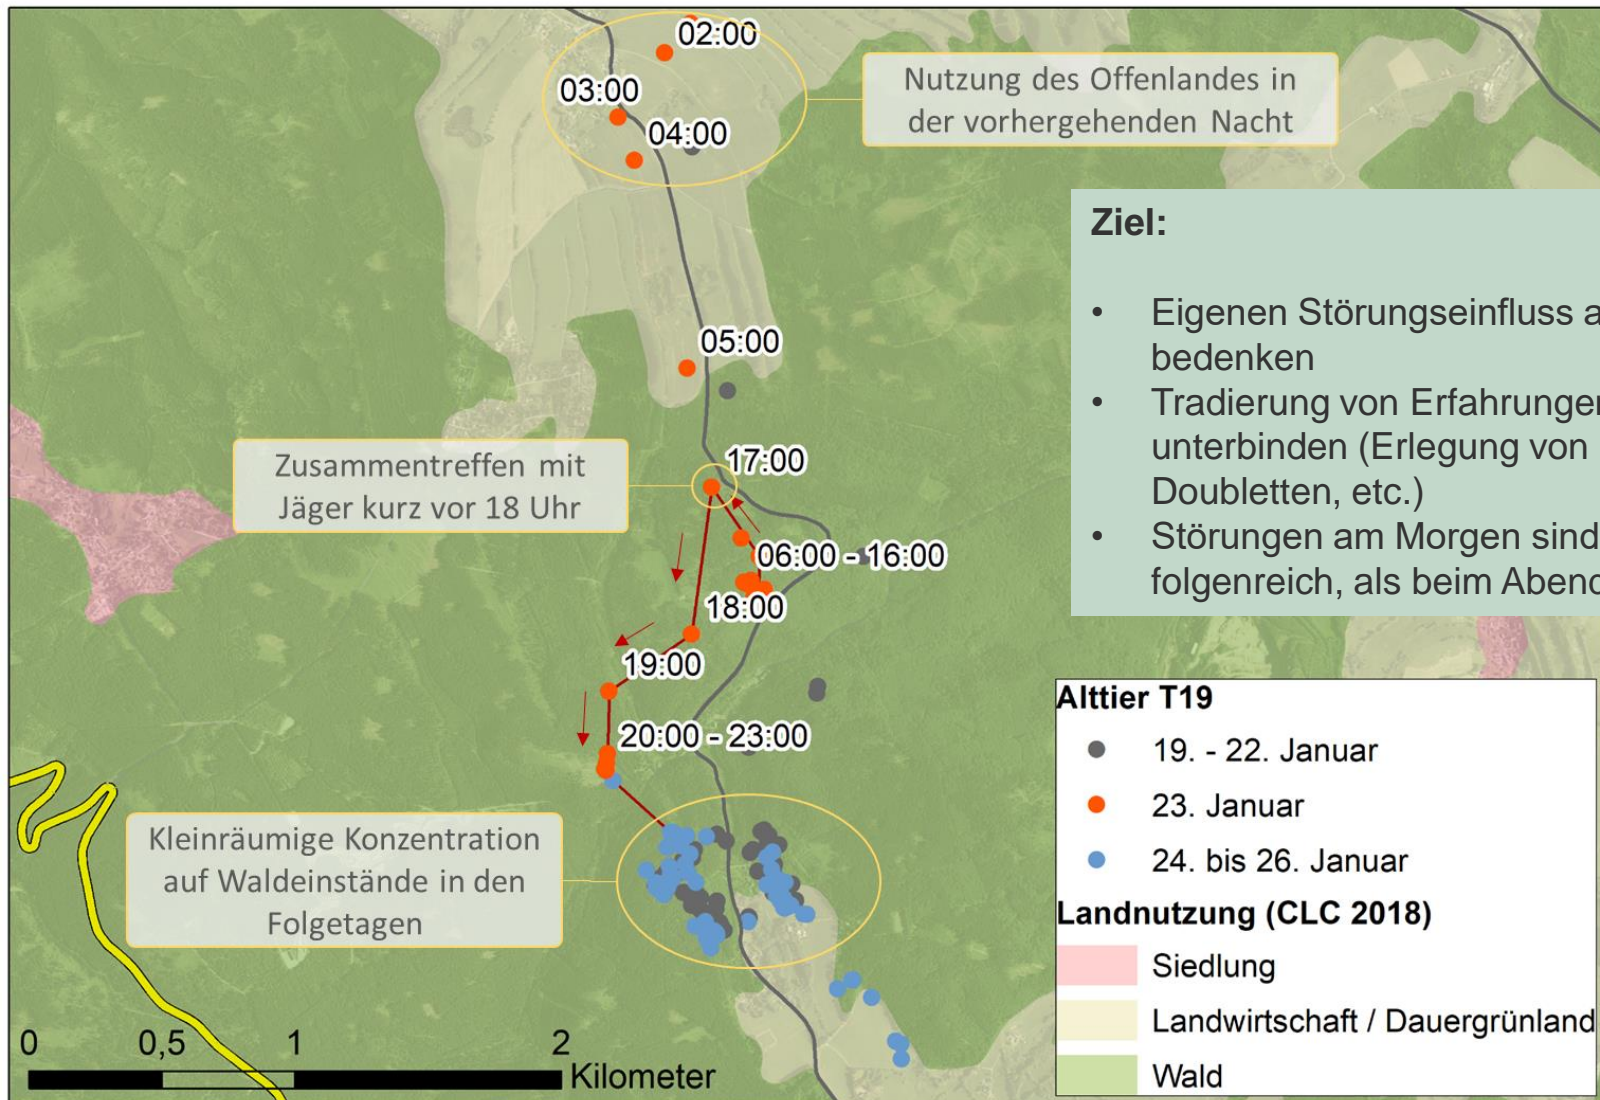 02:00
03:00
04:00
Nutzung des Offenlandes in
der vorhergehenden Nacht
Ziel:
• Eigenen Störungseinfluss
bedenken
• Tradierung von
unterbinden (Erlegung von
Doubletten, etc.)
• Störungen am Morgen sind
folgenreich, als beim
05:00
Zusammentreffen mit
Jäger kurz vor 18 Uhr
17:00
06:00 - 16:00
18:00
19:00
20:00 - 23:00
Kleinräumige Konzentration
auf Waldeinstände in den
Folgetagen
Alttier T19
19. - 22. Januar
23. Januar
24. bis 26. Januar
Landnutzung (CLC 2018)
Siedlung
Landwirtschaft / Dauergrünland
Wald
0 0,5 1 2
Kilometer